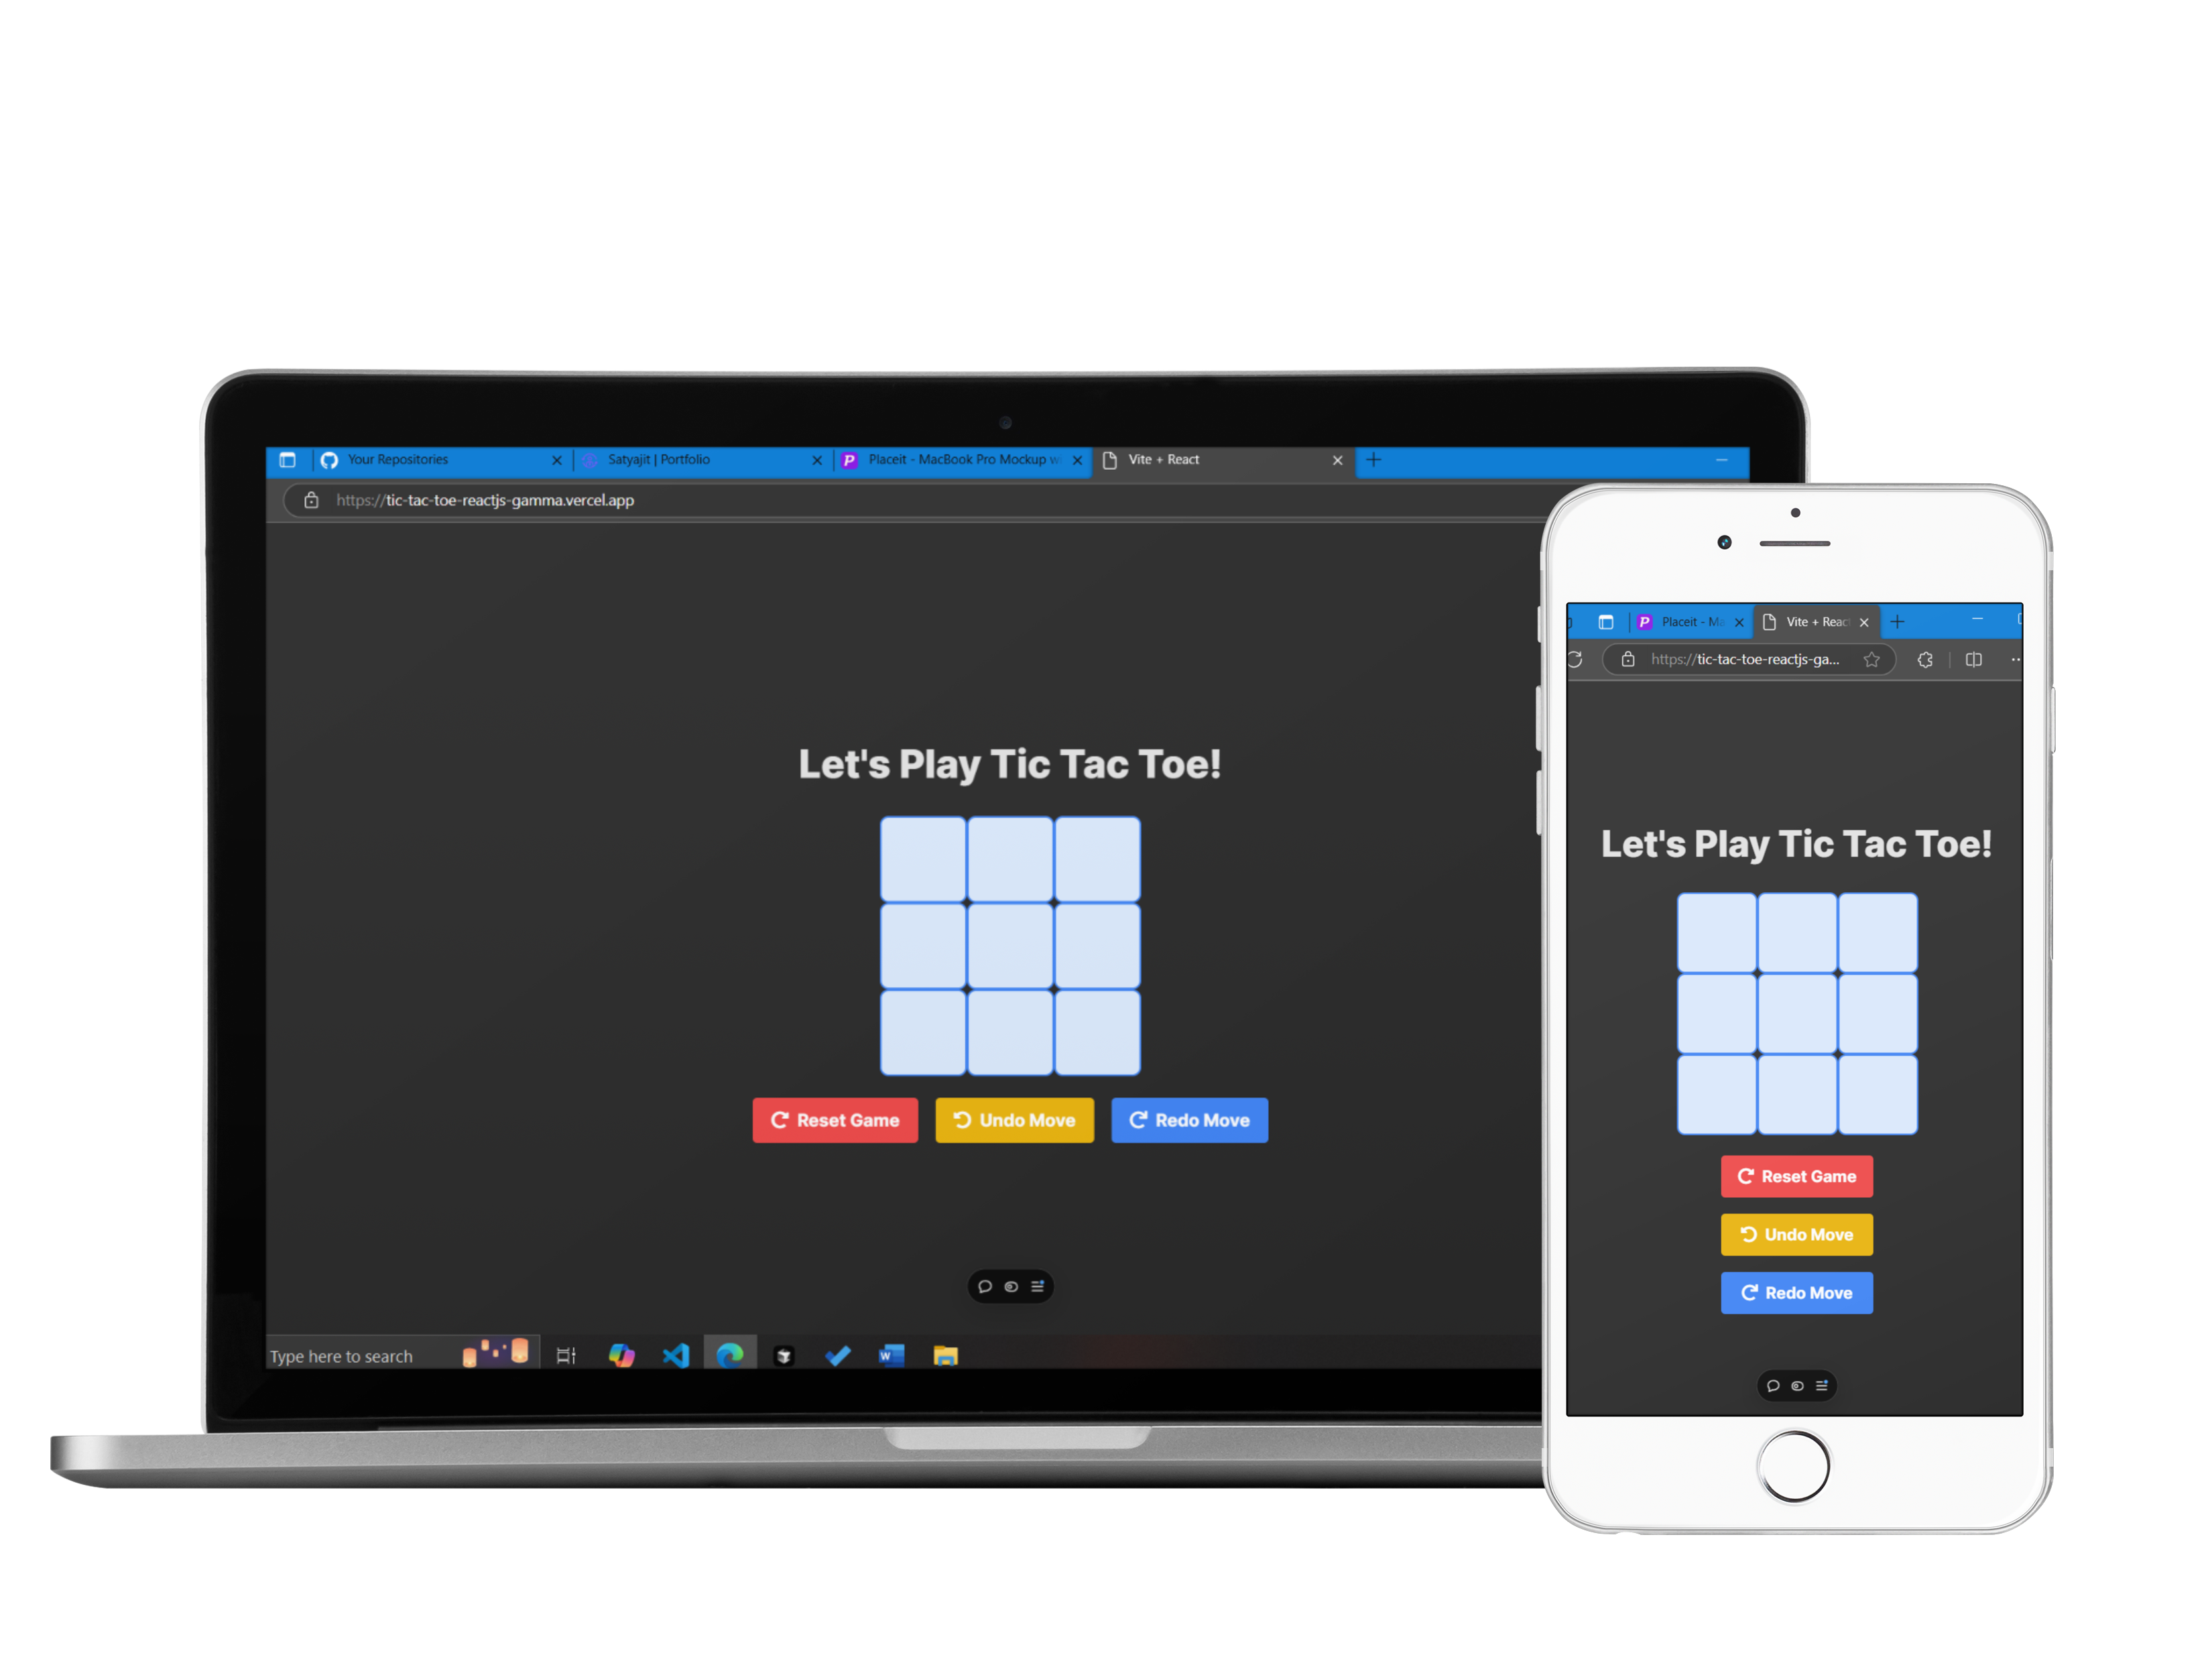 Your Repositories
Satyajit | Portfolio
Placeit - MacBook Pro Mockup
Vite + React
https://tic-tac-toe-reactjs-gamma.vercel.app
Let's Play Tic Tac Toe!
Reset Game
Undo Move
Redo Move
Type here to search
Placeit - Ma
Vite + Reac
https://tic-tac-toe-reactjs-ga...
Let's Play Tic Tac Toe!
Reset Game
Undo Move
Redo Move